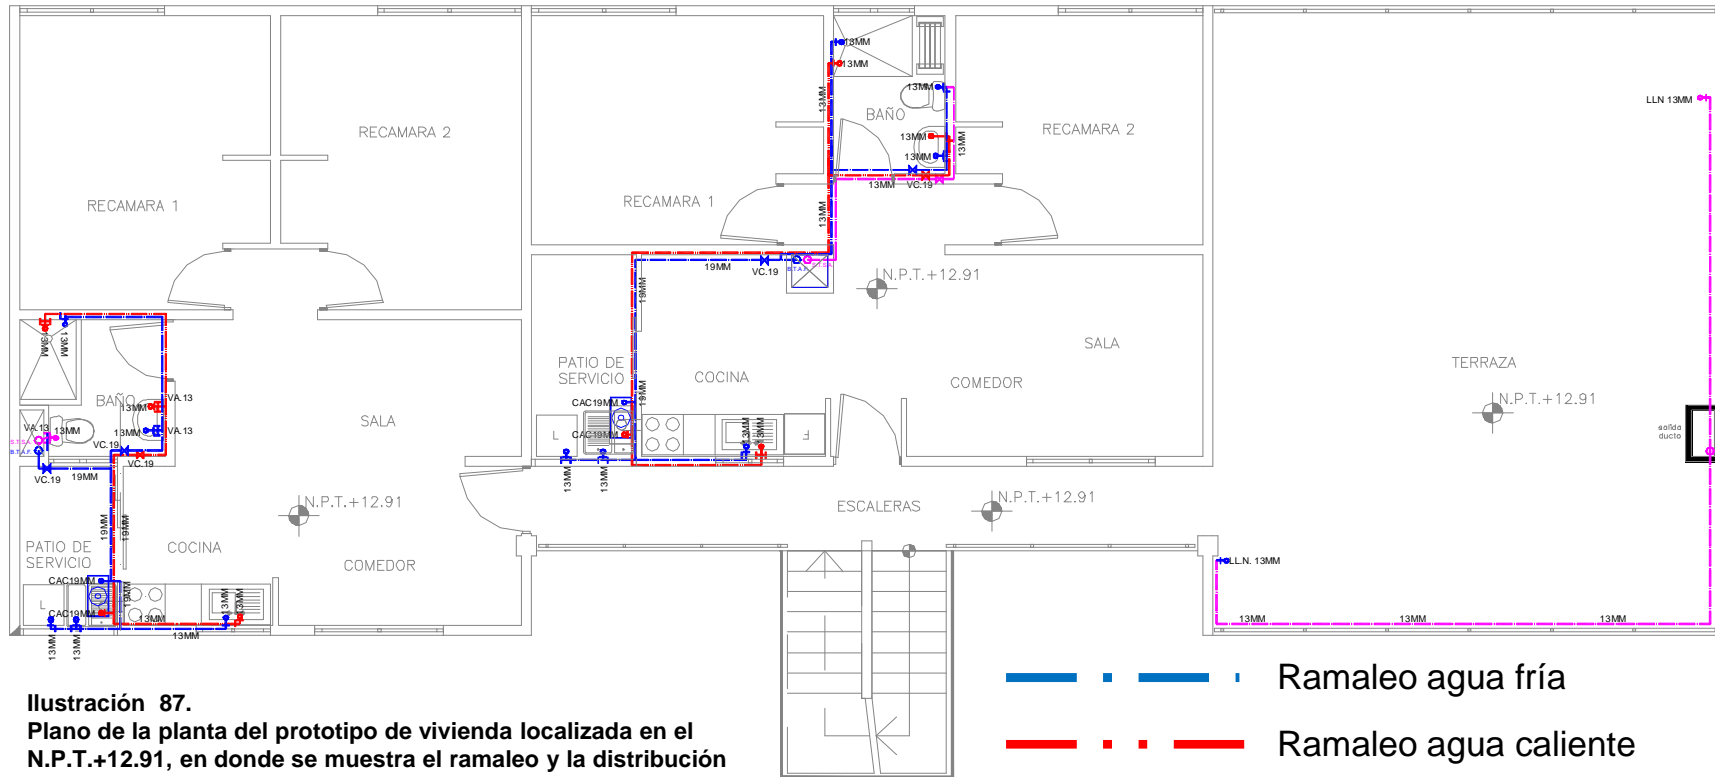 13MM
13MM
13MM
13MM
BAÑO
13MM
13MM
13MM
13MM
VC.19
13MM
LLN 13MM
RECAMARA 2
RECAMARA 2
RECAMARA 1
RECAMARA 1
19MM
VC.19
B.T.A.F.
S.T.S.A.
19MM
N.P.T.+12.91
SALA
PATIO DE
SERVICIO
COCINA
COMEDOR
19MM
CAC19MM
CAC19MM
13MM
13MM
13MM
13MM
L
TERRAZA
N.P.T.+12.91
salida
ducto
13MM
13MM
BAÑO
VA.13
13MM
13MM
VA.13
VA.13
13MM
S.T.S.A.
B.T.A.F.
VC.19
VC.19
VC.19
19MM
SALA
N.P.T.+12.91
19MM
19MM
PATIO DE
SERVICIO
COCINA
COMEDOR
CAC19MM
CAC19MM
19MM
L
13MM
13MM
13MM
13MM
13MM
13MM
ESCALERAS
N.P.T.+12.91
LL.N. 13MM
13MM
13MM
13MM
Ilustración 87.
Plano de la planta del prototipo de vivienda localizada en el
N.P.T.+12.91, en donde se muestra el ramaleo y la distribución
Ramaleo agua fría
Ramaleo agua caliente